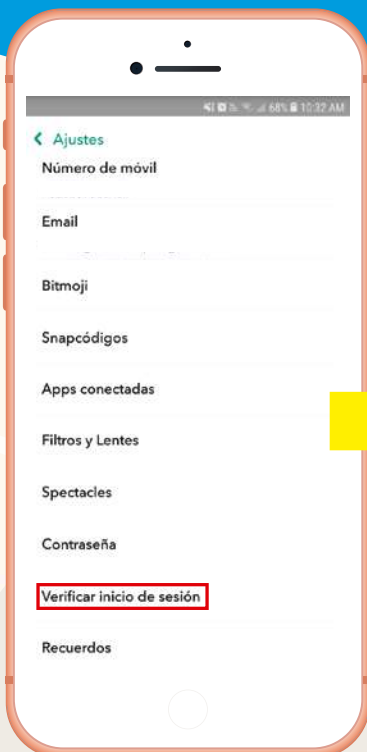 68% 10:32 AM
Ajustes
Número de móvil
Email
Bitmoji
Snapcódigos
Apps conectadas
Filtros y Lentes
Spectacles
Contraseña
Verificar inicio de sesión
Recuerdos